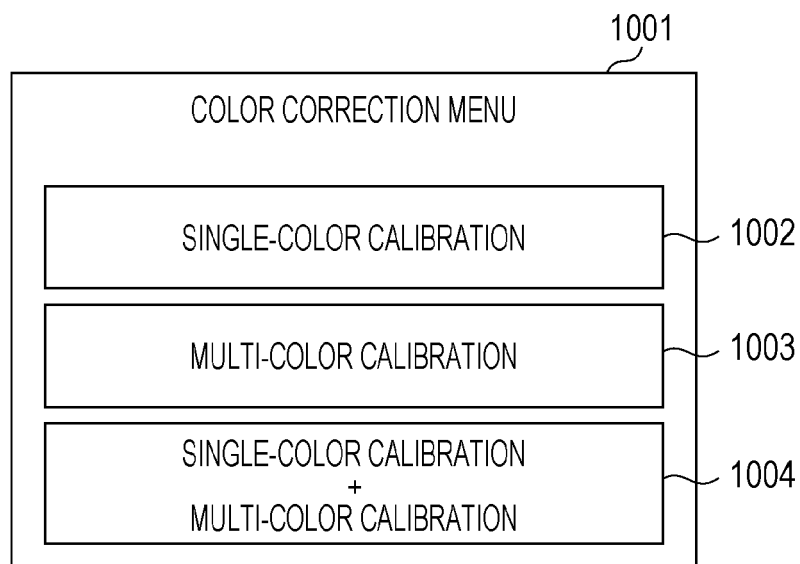 1001
COLOR CORRECTION MENU
SINGLE-COLOR CALIBRATION
1002
MULTI-COLOR CALIBRATION
1003
SINGLE-COLOR CALIBRATION
+
MULTI-COLOR CALIBRATION
1004